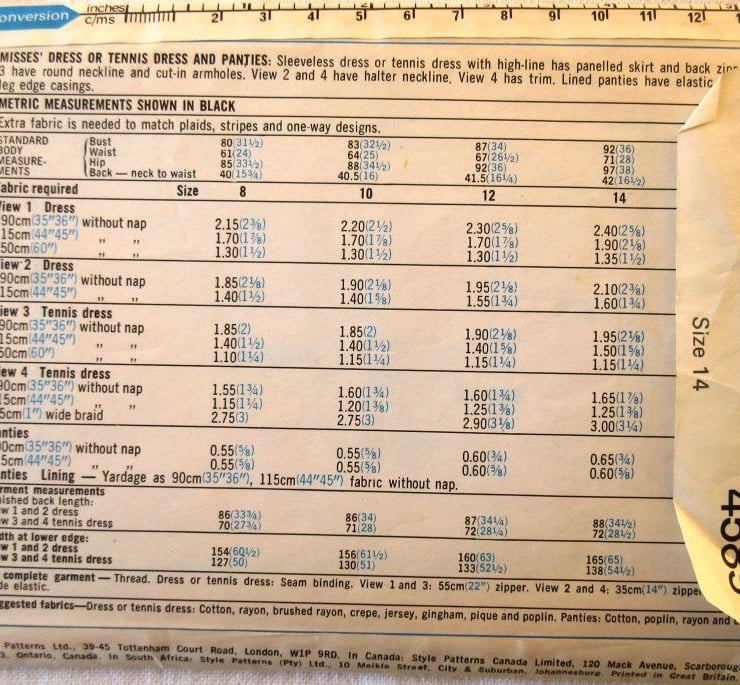 onversion inches c/ms 2 3 4 5 6 7 8 9 10 11 12
MISSES' DRESS OR TENNIS DRESS AND PANTIES: Sleeveless dress or tennis dress with high-line has panelled skirt and back zip
3 have round neckline and cut-in armholes. View 2 and 4 have halter neckline. View 4 has trim. Lined panties have elastic
leg edge casings.
METRIC MEASUREMENTS SHOWN IN BLACK
Extra fabric is needed to match plaids, stripes and one-way designs.
STANDARD BODY MEASURE- MENTS
Bust 80(31½) 83(32½) 87(34) 92(36)
Waist 61(24) 64(25) 67(26½) 71(28)
Hip 85(33½) 88(34½) 92(36) 97(38)
Back — neck to waist 40(15¾) 40.5(16) 41.5(16¼) 42(16½)
abric required Size 8 10 12 14
iew 1 Dress
90cm(35"36") without nap 2.15(2⅜) 2.20(2½) 2.30(2⅝) 2.40(2⅝)
15cm(44"45") " " 1.70(1⅞) 1.70(1⅞) 1.70(1⅞) 1.90(2⅛)
50cm(60") " " 1.30(1½) 1.30(1½) 1.30(1½) 1.35(1½)
iew 2 Dress
90cm(35"36") without nap 1.85(2⅛) 1.90(2⅛) 1.95(2⅛) 2.10(2⅜)
15cm(44"45") " " 1.40(1½) 1.40(1⅝) 1.55(1¾) 1.60(1¾)
iew 3 Tennis dress
90cm(35"36") without nap 1.85(2) 1.85(2) 1.90(2⅛) 1.95(2⅛)
15cm(44"45") " " 1.40(1½) 1.40(1½) 1.40(1⅝) 1.50(1⅝)
50cm(60") " " 1.10(1¼) 1.15(1¼) 1.15(1¼) 1.15(1¼)
ew 4 Tennis dress
90cm(35"36") without nap 1.55(1¾) 1.60(1¾) 1.60(1¾) 1.65(1⅞)
15cm(44"45") " " 1.15(1¼) 1.20(1⅜) 1.25(1⅜) 1.25(1⅜)
5cm(1") wide braid 2.75(3) 2.75(3) 2.90(3⅛) 3.00(3¼)
nties
0cm(35"36") without nap 0.55(⅝) 0.55(⅝) 0.60(¾) 0.65(¾)
5cm(44"45") " " 0.55(⅝) 0.55(⅝) 0.60(⅝) 0.60(⅝)
nties Lining — Yardage as 90cm(35"36"), 115cm(44"45") fabric without nap.
rment measurements
ished back length:
w 1 and 2 dress 86(33¾) 86(34) 87(34¼) 88(34½)
w 3 and 4 tennis dress 70(27¾) 71(28) 72(28¼) 72(28½)
dth at lower edge:
w 1 and 2 dress 154(60½) 156(61½) 160(63) 165(65)
w 3 and 4 tennis dress 127(50) 130(51) 133(52½) 138(54½)
complete garment — Thread. Dress or tennis dress: Seam binding. View 1 and 3: 55cm(22") zipper. View 2 and 4: 35cm(14") zipper
de elastic.
ggested fabrics—Dress or tennis dress: Cotton, rayon, brushed rayon, crepe, jersey, gingham, pique and poplin. Panties: Cotton, poplin, rayon and
Patterns Ltd., 39-45 Tottenham Court Road, London, W1P 9RD. In Canada: Style Patterns Canada Limited, 120 Mack Avenue, Scarboroug
3, Ontario, Canada. In South Africa: Style Patterns (Pty) Ltd., 10 Meikle Street, City & Suburban, Johannesburg. Printed in Great Britain.
Size 14
4585